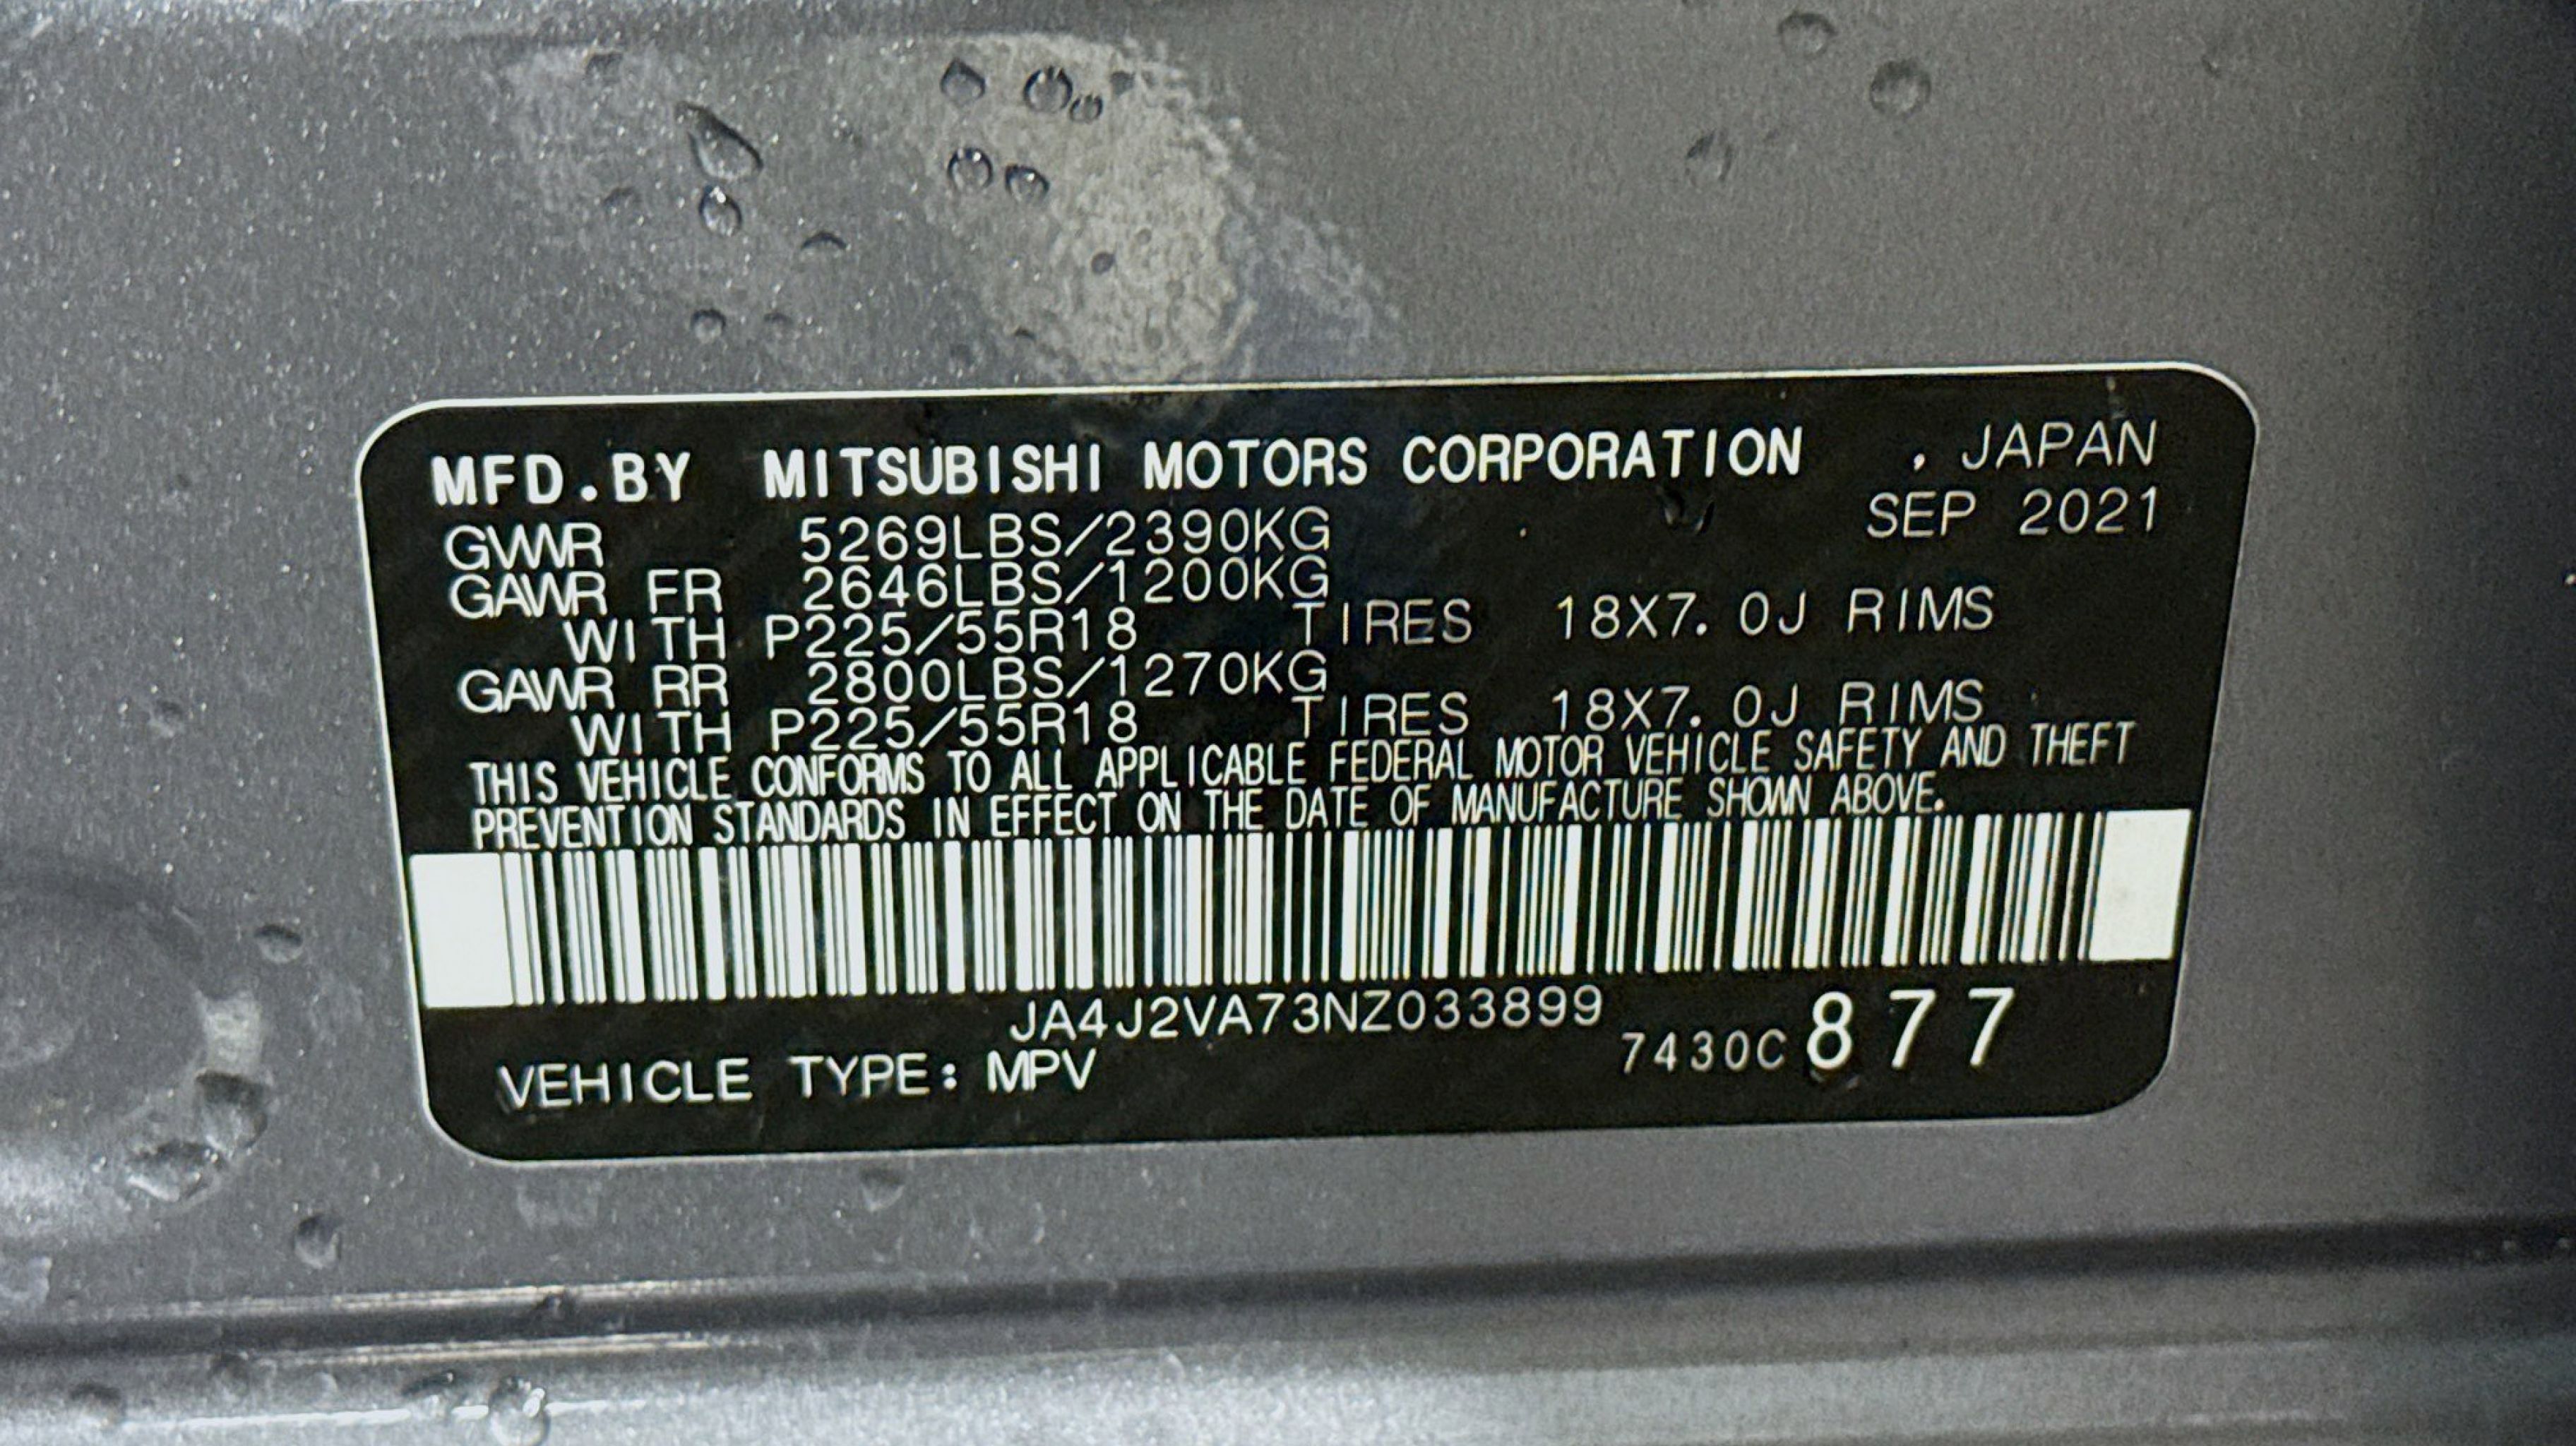 MFD.BY MITSUBISHI MOTORS CORPORATION , JAPAN
SEP 2021
GVWR 5269LBS/2390KG
GAWR FR 2646LBS/1200KG
WITH P225/55R18 TIRES 18X7.0J RIMS
GAWR RR 2800LBS/1270KG
WITH P225/55R18 TIRES 18X7.0J RIMS
THIS VEHICLE CONFORMS TO ALL APPLICABLE FEDERAL MOTOR VEHICLE SAFETY AND THEFT
PREVENTION STANDARDS IN EFFECT ON THE DATE OF MANUFACTURE SHOWN ABOVE.
JA4J2VA73NZ033899
7430C877
VEHICLE TYPE: MPV